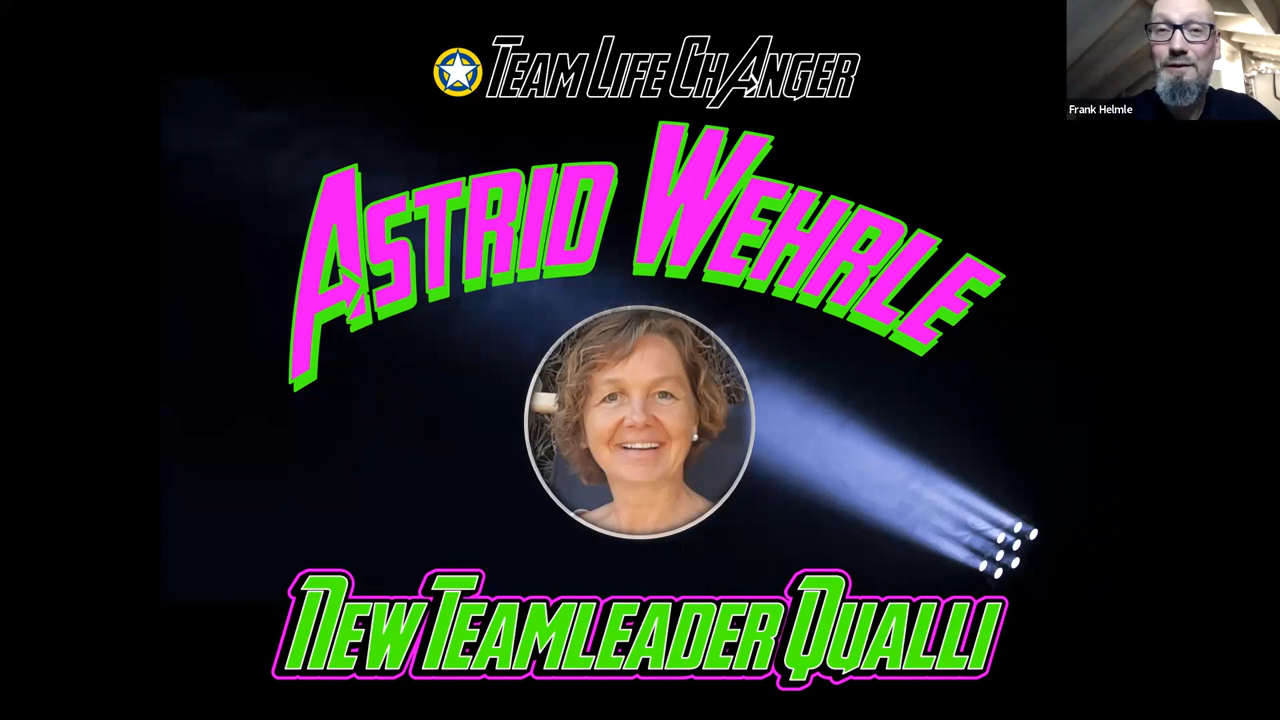 TEAM LIFE CHANGER
Frank Helmle
ASTRID WEHRLE
NEW TEAMLEADER QUALLI